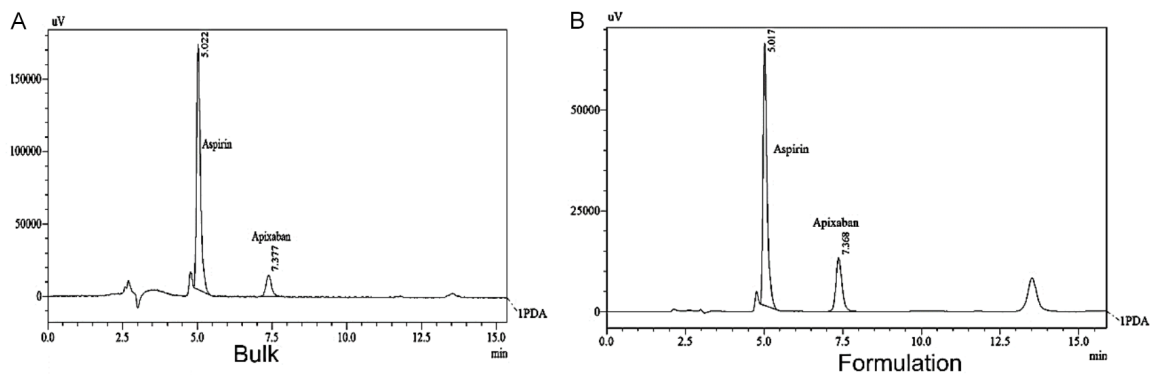 A
uV
150000
100000
50000
0
5.022
Aspirin
Apixaban
7.377
0.0 2.5 5.0 7.5 10.0 12.5 15.0
min
1PDA
Bulk
B
uV
50000
25000
0
5.017
Aspirin
Apixaban
7.368
0.0 2.5 5.0 7.5 10.0 12.5 15.0
min
1PDA
Formulation